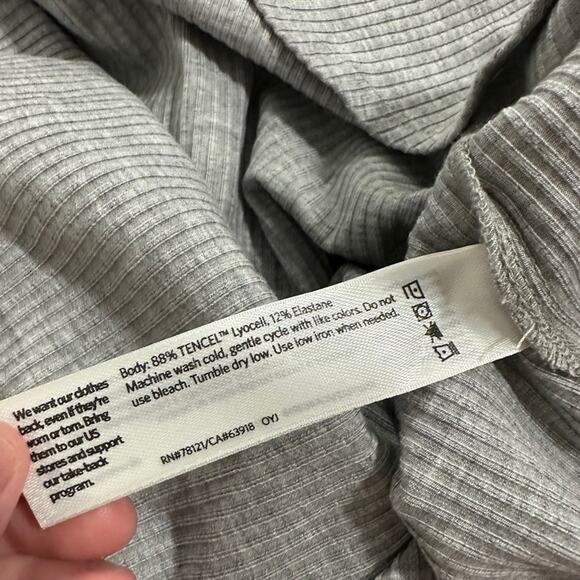 We want our clothes
back, even if they're
worn or torn. Bring
them to our US
stores and support
our take-back
program.
Body: 88% TENCEL™ Lyocell, 12% Elastane
Machine wash cold, gentle cycle with like colors. Do not
use bleach. Tumble dry low. Use low iron when needed.
RN#78121/CA#63918 OYJ